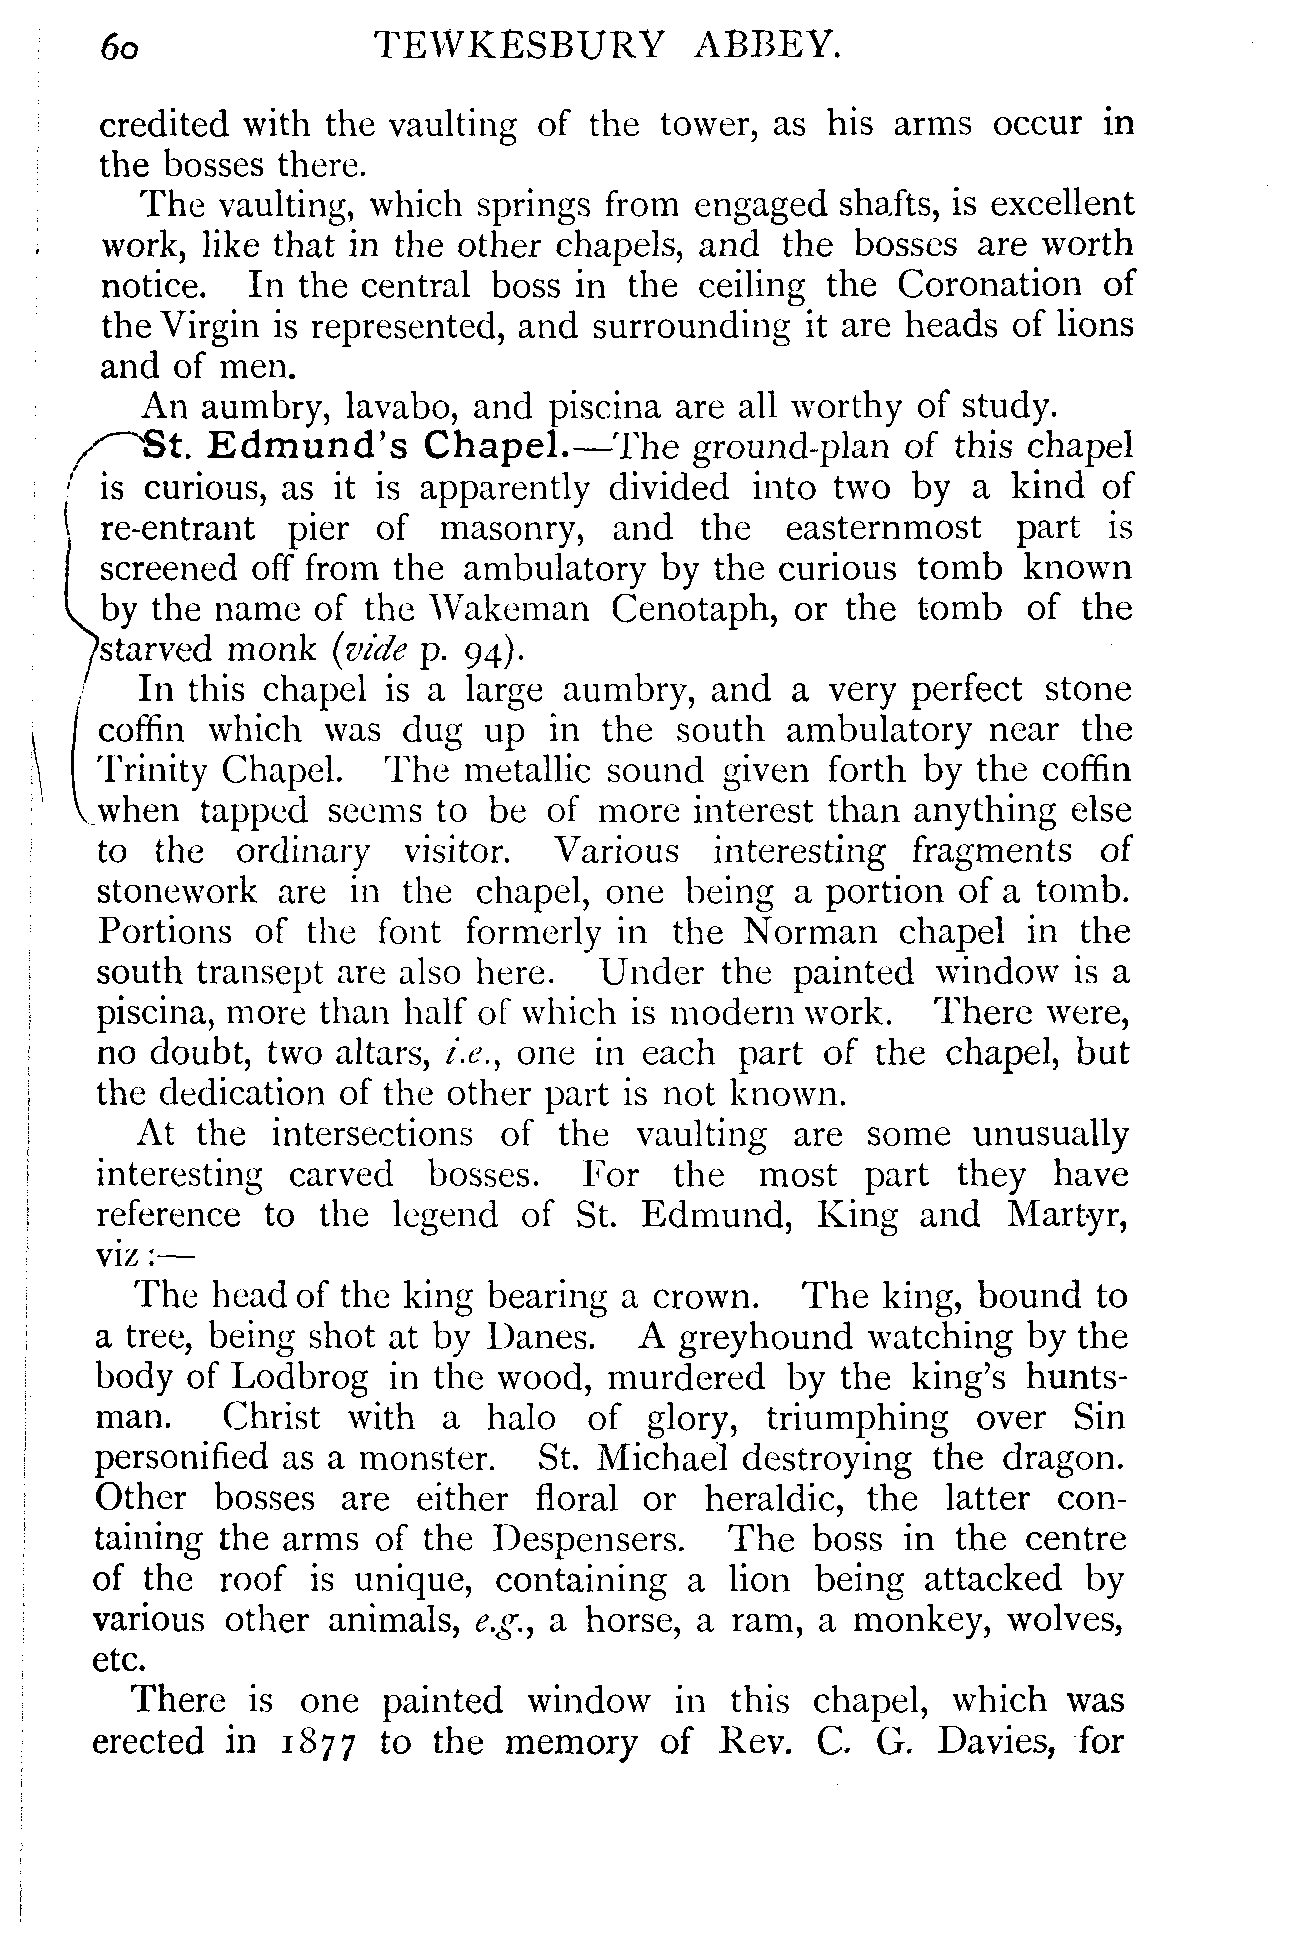 60 TEWKESBURY ABBEY.
credited with the vaulting of the tower, as his arms occur in
the bosses there.
The vaulting, which springs from engaged shafts, is excellent
work, like that in the other chapels, and the bosses are worth
notice. In the central boss in the ceiling the Coronation of
the Virgin is represented, and surrounding it are heads of lions
and of men.
An aumbry, lavabo, and piscina are all worthy of study.
St. Edmund's Chapel.—The ground-plan of this chapel
is curious, as it is apparently divided into two by a kind of
re-entrant pier of masonry, and the easternmost part is
screened off from the ambulatory by the curious tomb known
by the name of the Wakeman Cenotaph, or the tomb of the
starved monk (vide p. 94).
In this chapel is a large aumbry, and a very perfect stone
coffin which was dug up in the south ambulatory near the
Trinity Chapel. The metallic sound given forth by the coffin
when tapped seems to be of more interest than anything else
to the ordinary visitor. Various interesting fragments of
stonework are in the chapel, one being a portion of a tomb.
Portions of the font formerly in the Norman chapel in the
south transept are also here. Under the painted window is a
piscina, more than half of which is modern work. There were,
no doubt, two altars, i.e., one in each part of the chapel, but
the dedication of the other part is not known.
At the intersections of the vaulting are some unusually
interesting carved bosses. For the most part they have
reference to the legend of St. Edmund, King and Martyr,
viz :—
The head of the king bearing a crown. The king, bound to
a tree, being shot at by Danes. A greyhound watching by the
body of Lodbrog in the wood, murdered by the king's hunts-
man. Christ with a halo of glory, triumphing over Sin
personified as a monster. St. Michael destroying the dragon.
Other bosses are either floral or heraldic, the latter con-
taining the arms of the Despensers. The boss in the centre
of the roof is unique, containing a lion being attacked by
various other animals, e.g., a horse, a ram, a monkey, wolves,
etc.
There is one painted window in this chapel, which was
erected in 1877 to the memory of Rev. C. G. Davies, for